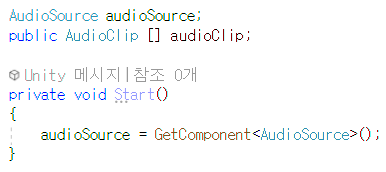 AudioSource audioSource;
public AudioClip [] audioClip;
Unity 메시지|참조 0개
private void Start()
{
audioSource = GetComponent<AudioSource>();
}